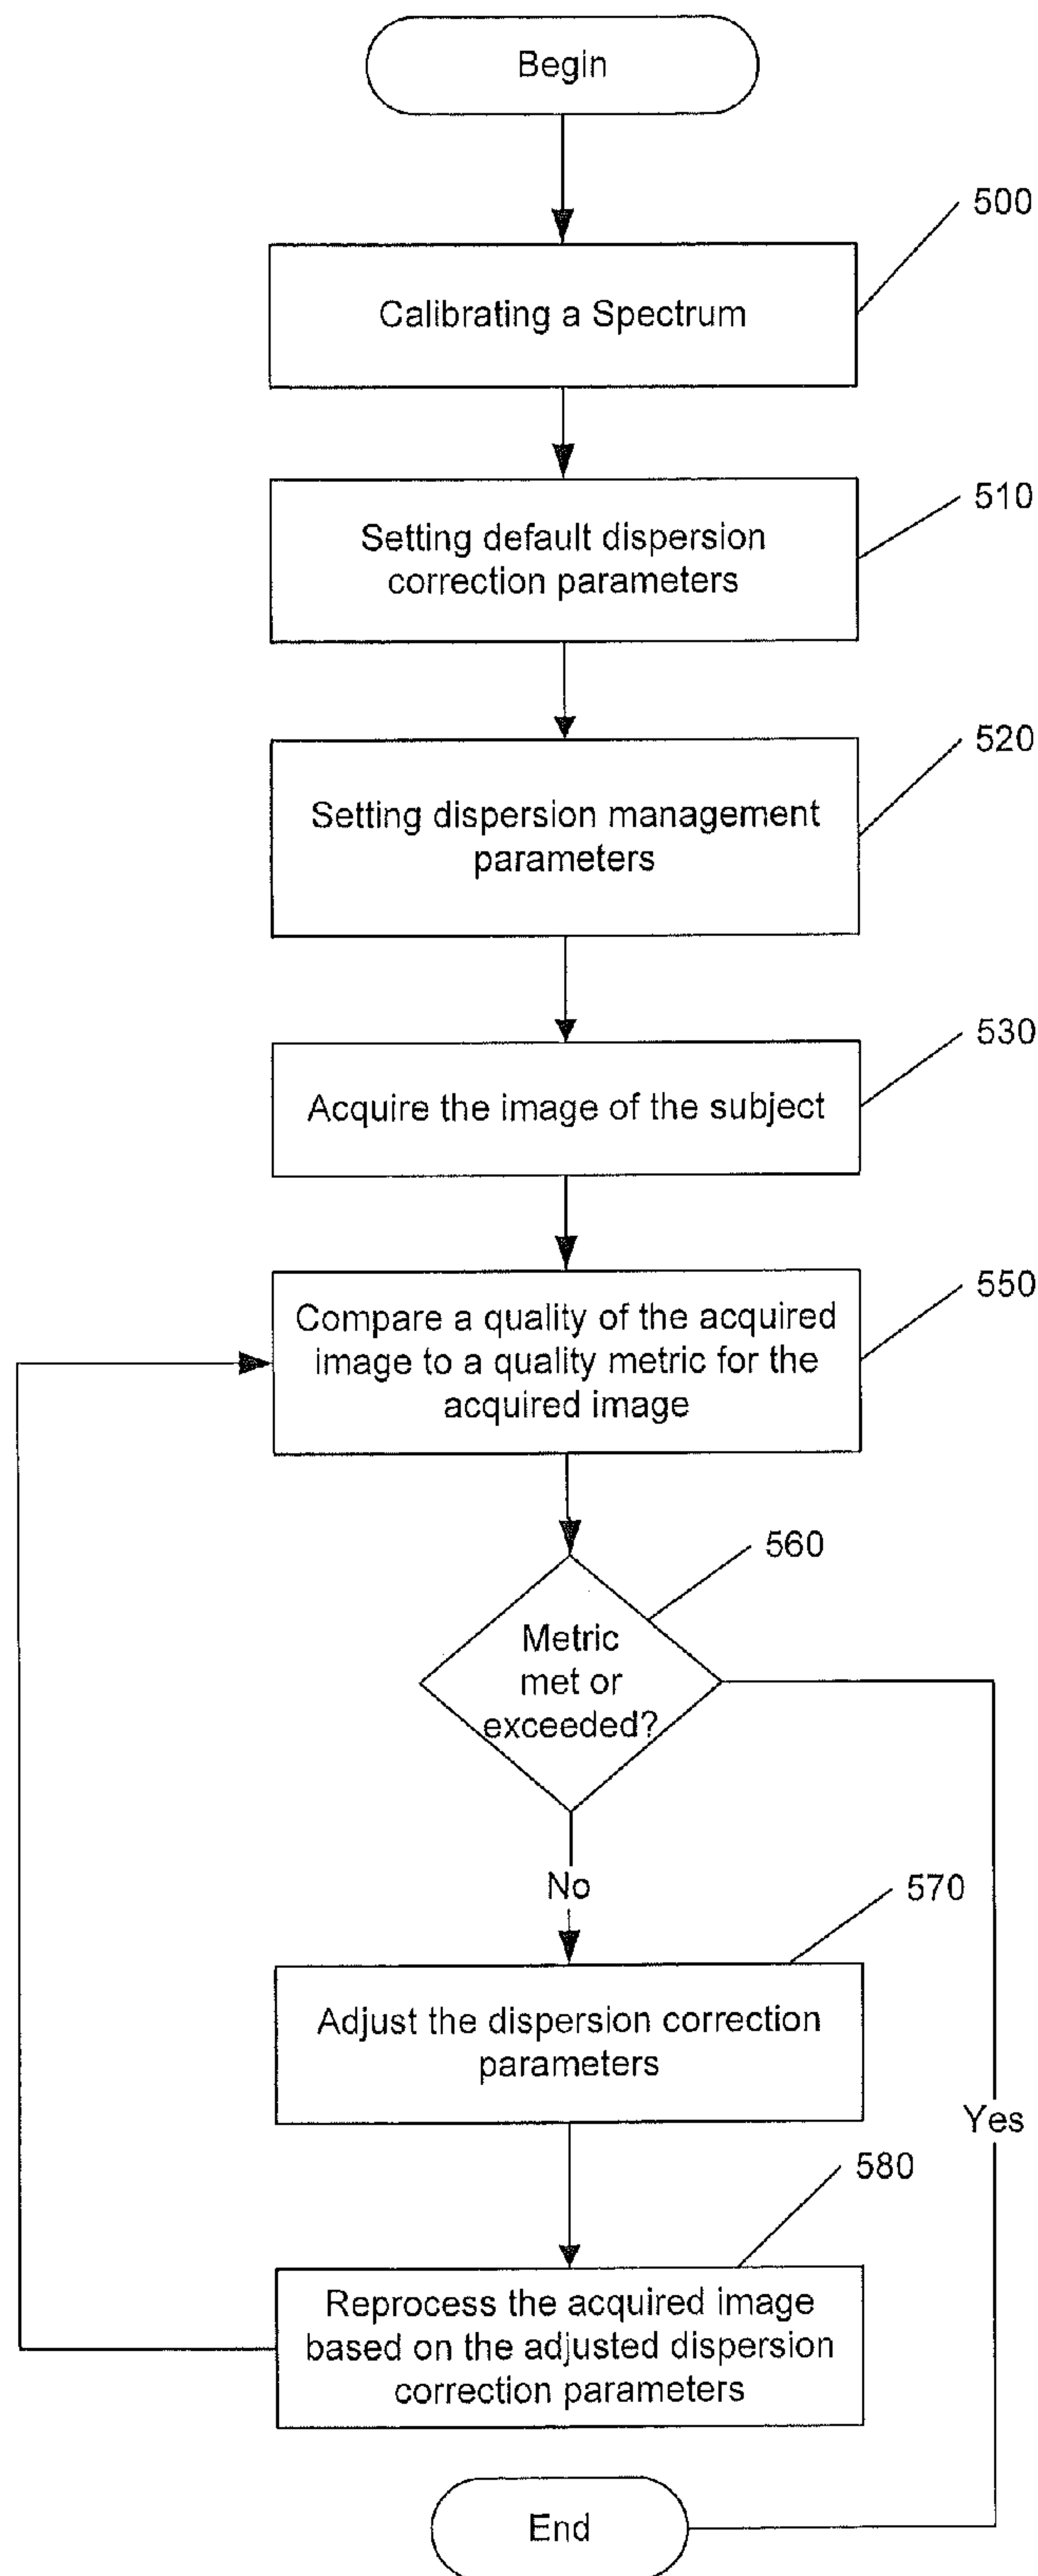 Begin
500
Calibrating a Spectrum
510
Setting default dispersion
correction parameters
520
Setting dispersion management
parameters
530
Acquire the image of the subject
550
Compare a quality of the acquired
image to a quality metric for the
acquired image
560
Metric
met or
exceeded?
No
570
Adjust the dispersion correction
parameters
Yes
580
Reprocess the acquired image
based on the adjusted dispersion
correction parameters
End